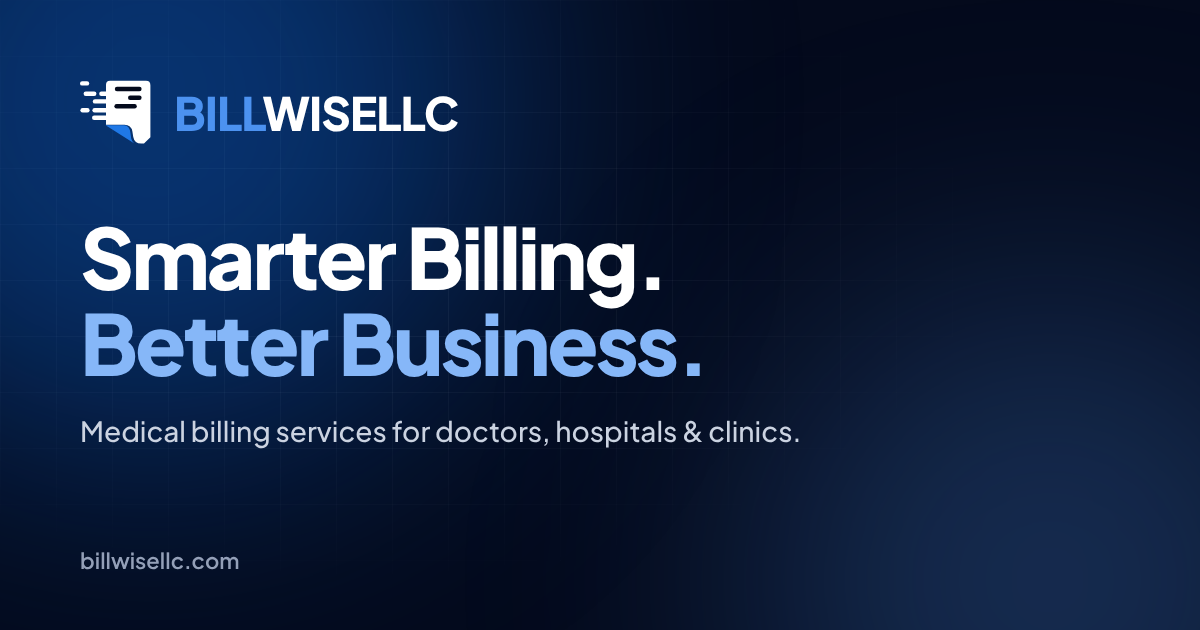 BILLWISELLC
Smarter Billing.
Better Business.
Medical billing services for doctors, hospitals & clinics.
billwisellc.com